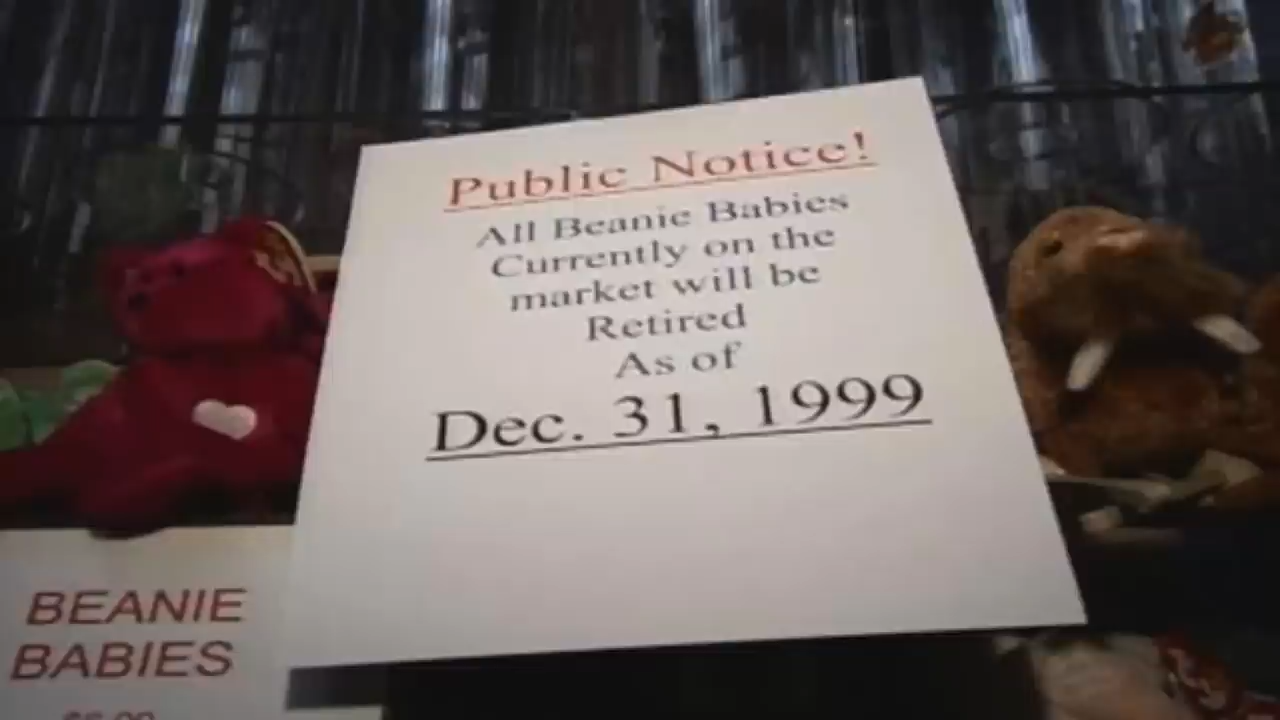 Public Notice!
All Beanie Babies
Currently on the
market will be
Retired
As of
Dec. 31, 1999
BEANIE
BABIES